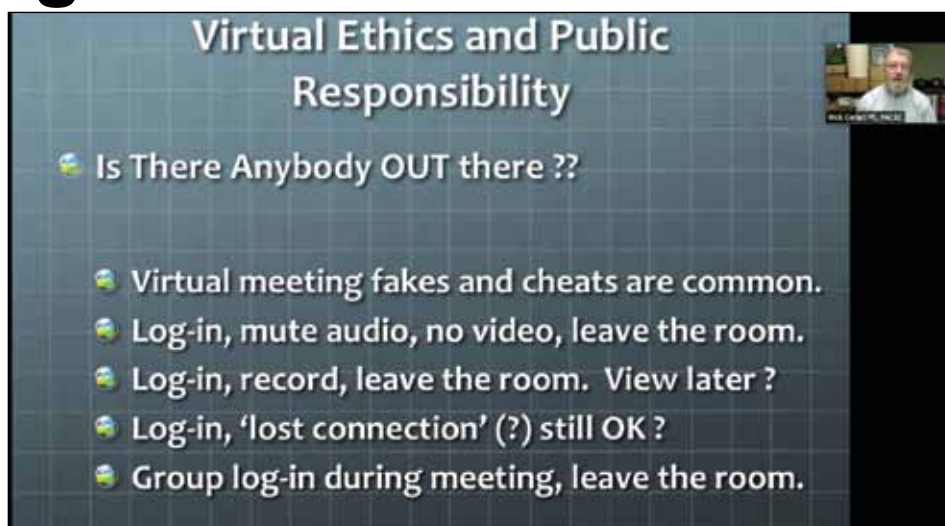 Virtual Ethics and Public
Responsibility
Is There Anybody OUT there ??
Virtual meeting fakes and cheats are common.
Log-in, mute audio, no video, leave the room.
Log-in, record, leave the room.  View later ?
Log-in, ‘lost connection’ (?) still OK ?
Group log-in during meeting, leave the room.